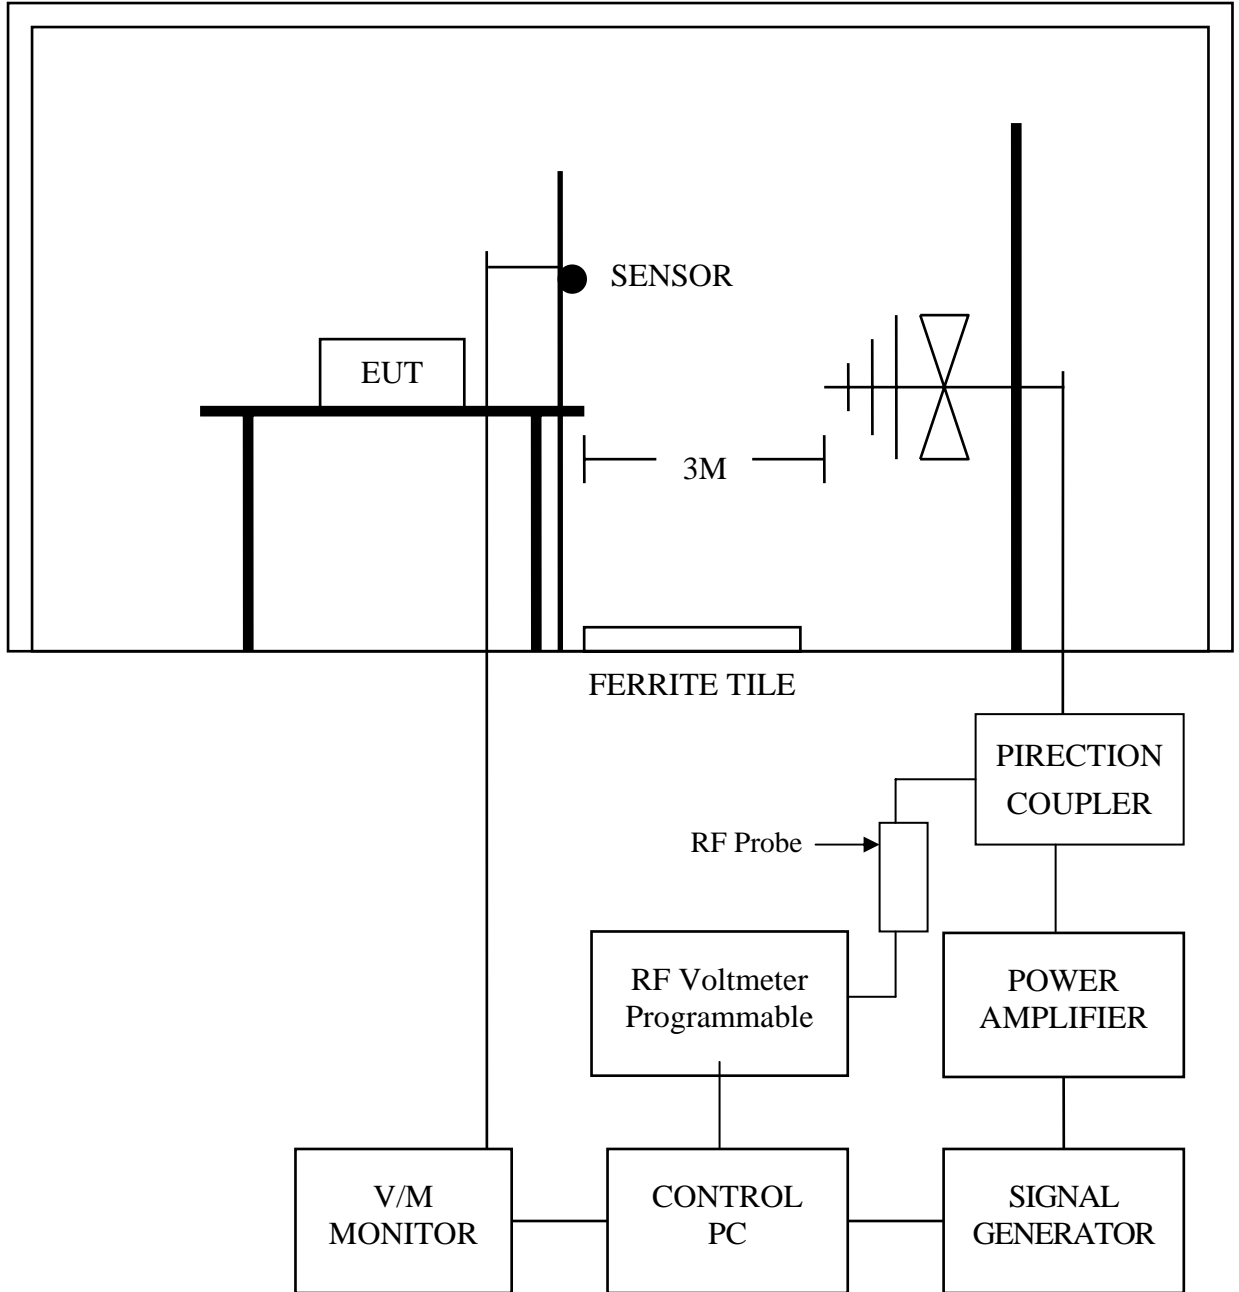 SENSOR
EUT
3M
FERRITE TILE
PIRECTION
COUPLER
RF Probe
RF Voltmeter
Programmable
POWER
AMPLIFIER
V/M
MONITOR
CONTROL
PC
SIGNAL
GENERATOR